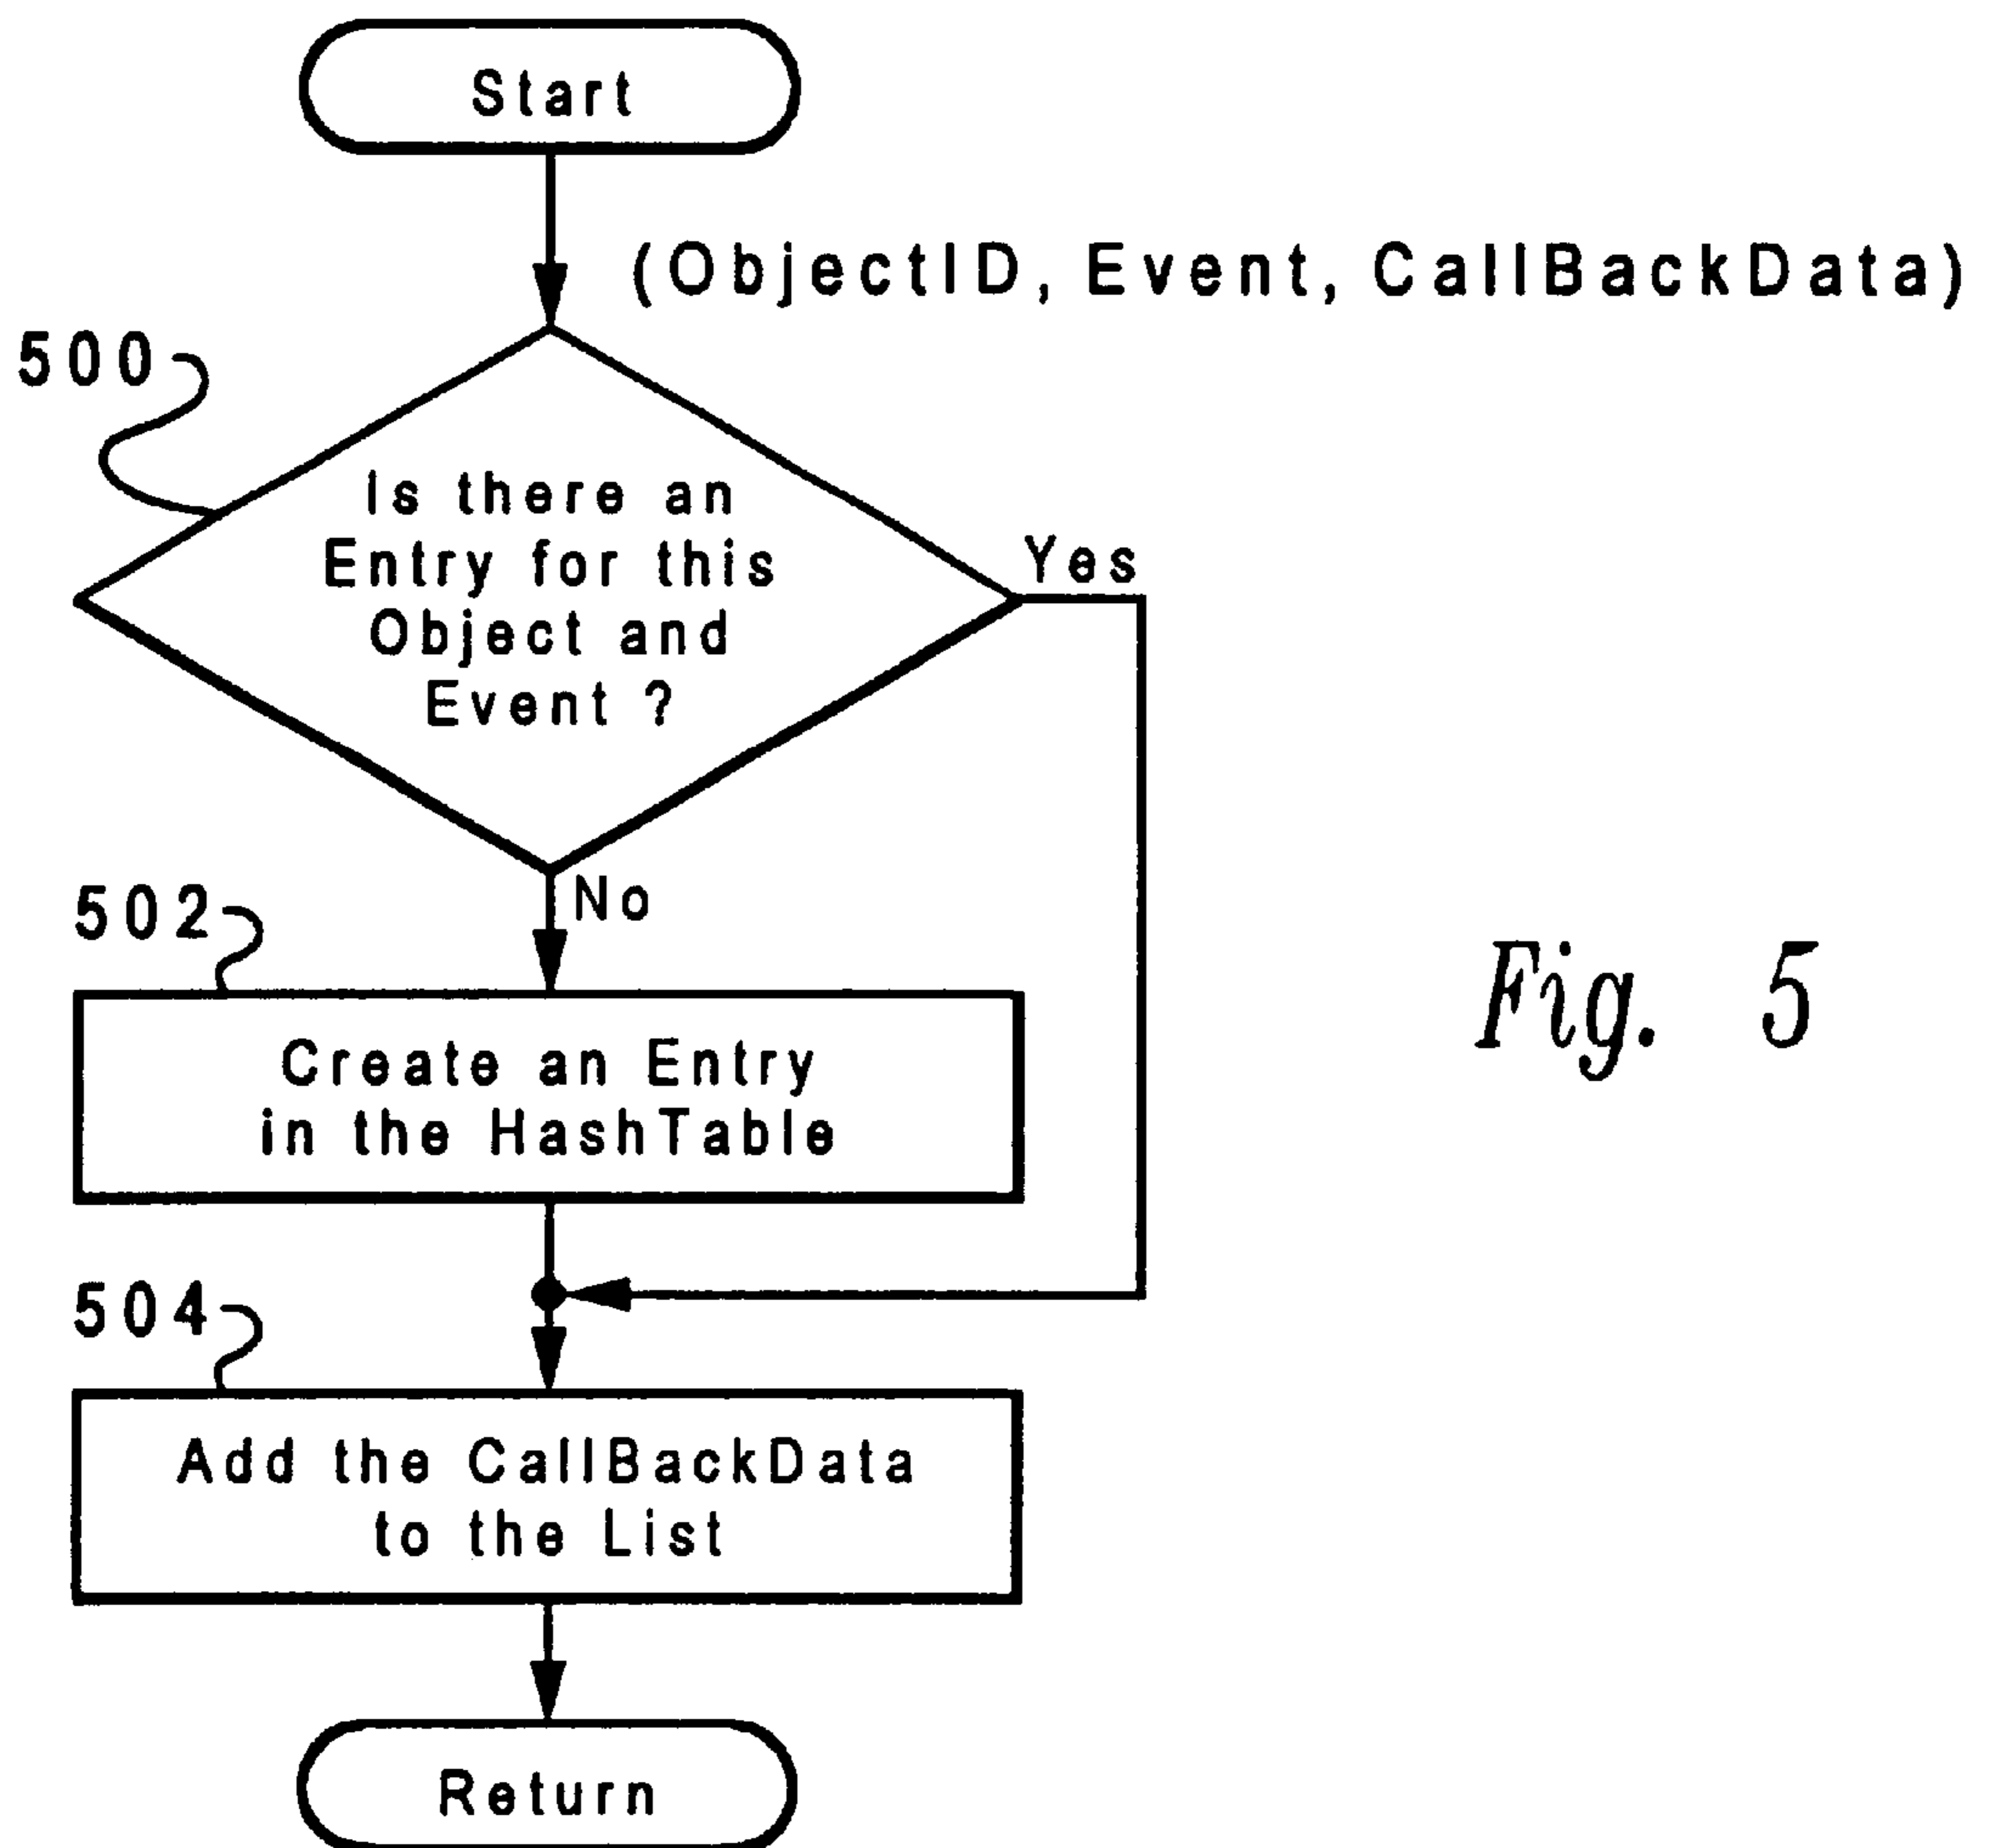 Start
(ObjectID, Event, CallBackData)
500
Is there an
Entry for this
Object and
Event ?
Yes
No
502
Create an Entry
in the HashTable
Fig. 5
504
Add the CallBackData
to the List
Return